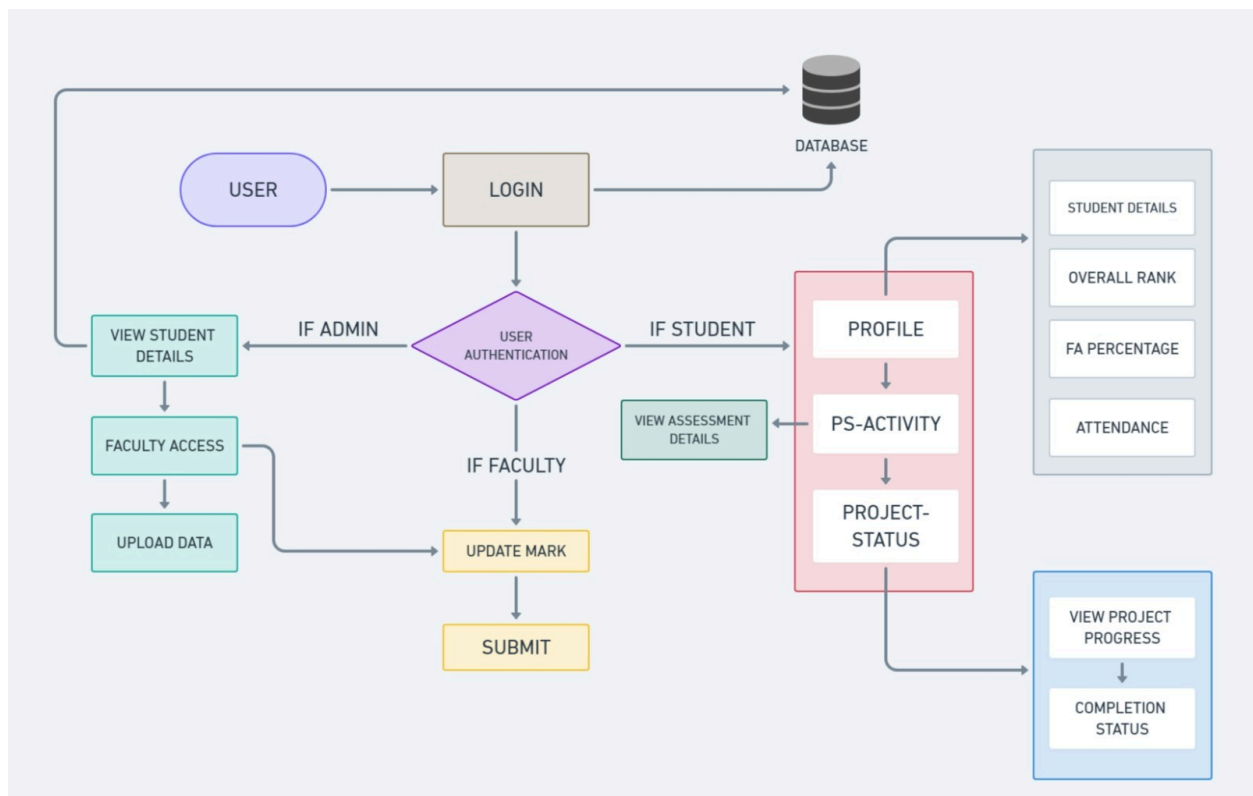 DATABASE
USER
LOGIN
STUDENT DETAILS
OVERALL RANK
FA PERCENTAGE
ATTENDANCE
VIEW STUDENT
DETAILS
IF ADMIN
USER
AUTHENTICATION
IF STUDENT
PROFILE
FACULTY ACCESS
IF FACULTY
VIEW ASSESSMENT
DETAILS
PS-ACTIVITY
UPLOAD DATA
UPDATE MARK
PROJECT-
STATUS
SUBMIT
VIEW PROJECT
PROGRESS
COMPLETION
STATUS